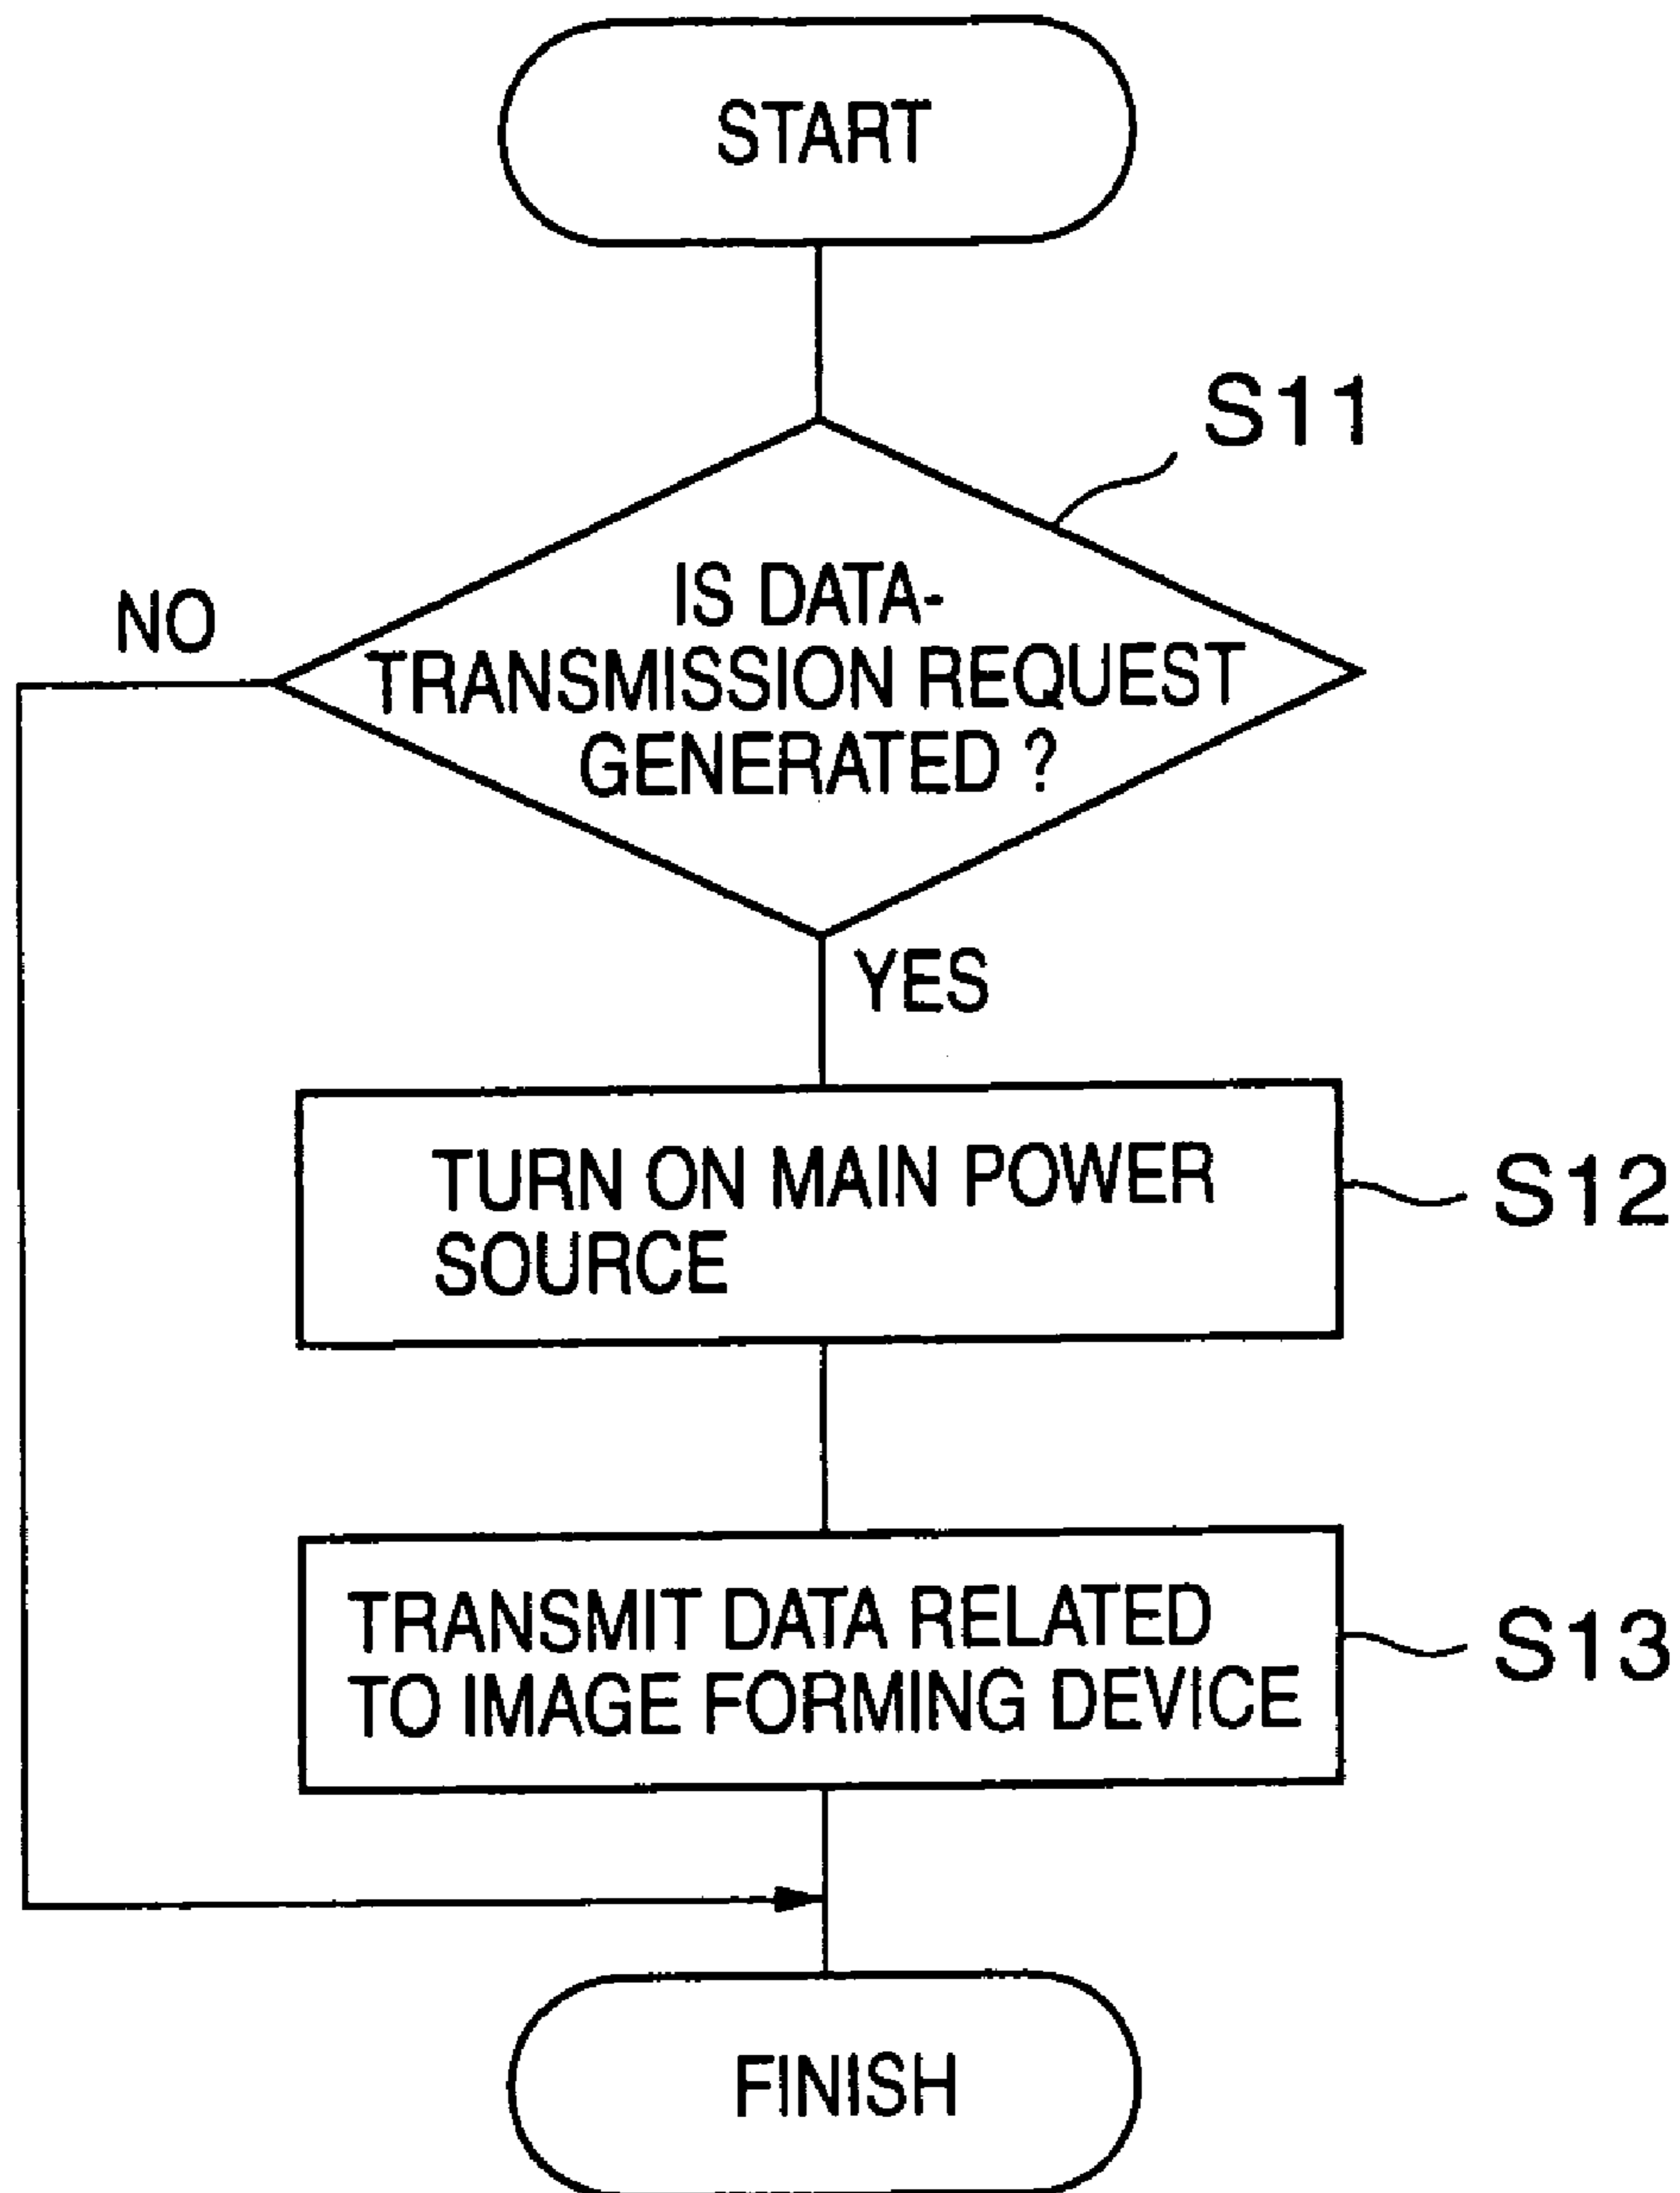 START
S11
NO
IS DATA-
TRANSMISSION REQUEST
GENERATED ?
YES
TURN ON MAIN POWER
SOURCE
S12
TRANSMIT DATA RELATED
TO IMAGE FORMING DEVICE
S13
FINISH